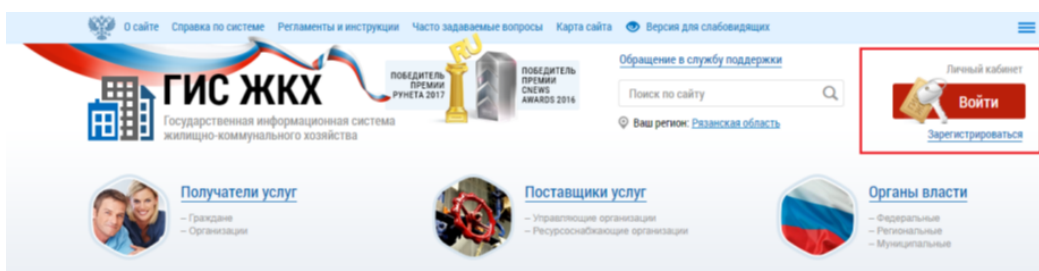 О сайте Справка по системе Регламенты и инструкции Часто задаваемые вопросы Карта сайта Версия для слабовидящих
ГИС ЖКХ
Государственная информационная система
жилищно-коммунального хозяйства
ПОБЕДИТЕЛЬ
ПРЕМИИ
РУНЕТА 2017
RU
ПОБЕДИТЕЛЬ
ПРЕМИИ
CNEWS
AWARDS 2016
Обращение в службу поддержки
Поиск по сайту
Ваш регион: Рязанская область
Личный кабинет
Войти
Зарегистрироваться
Получатели услуг
– Граждане
– Организации
Поставщики услуг
– Управляющие организации
– Ресурсоснабжающие организации
Органы власти
– Федеральные
– Региональные
– Муниципальные